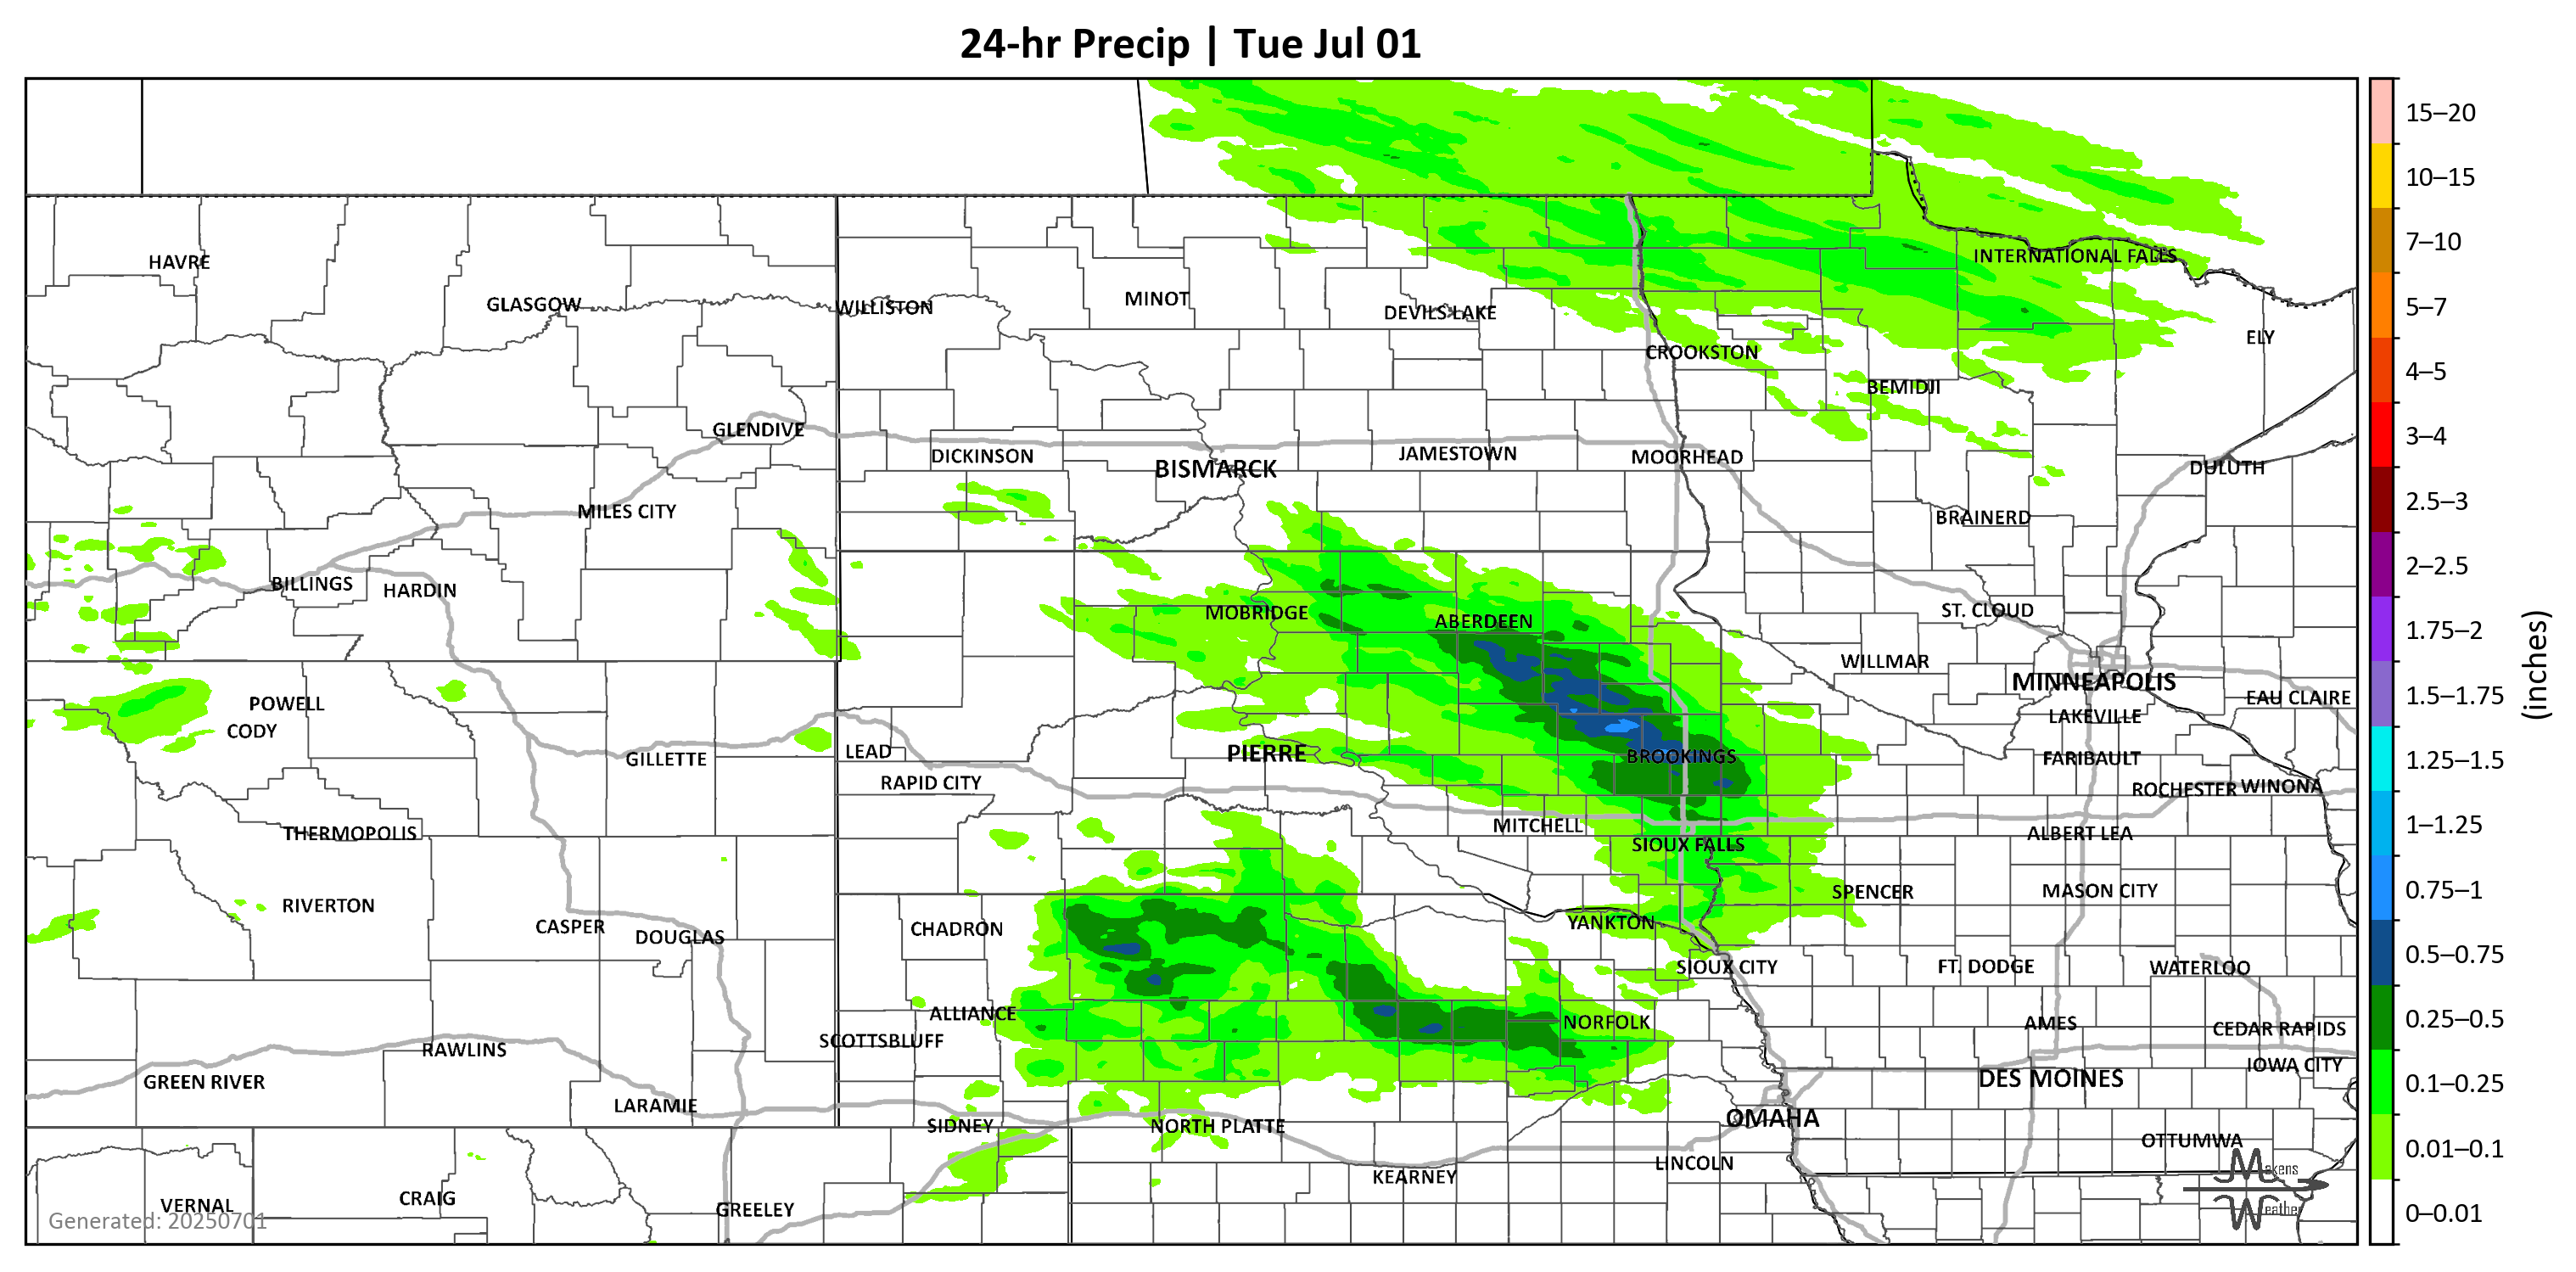 24-hr Precip | Tue Jul 01
15–20
10–15
7–10
5–7
4–5
3–4
2.5–3
2–2.5
1.75–2
1.5–1.75
1.25–1.5
1–1.25
0.75–1
0.5–0.75
0.25–0.5
0.1–0.25
0.01–0.1
0–0.01
(inches)
HAVRE
INTERNATIONAL FALLS
GLASGOW
WILLISTON
MINOT
DEVILS LAKE
ELY
CROOKSTON
BEMIDJI
GLENDIVE
DICKINSON
BISMARCK
JAMESTOWN
MOORHEAD
DULUTH
MILES CITY
BRAINERD
BILLINGS
HARDIN
MOBRIDGE
ABERDEEN
ST. CLOUD
WILLMAR
MINNEAPOLIS
POWELL
EAU CLAIRE
CODY
LAKEVILLE
GILLETTE
LEAD
PIERRE
BROOKINGS
FARIBAULT
RAPID CITY
ROCHESTER
WINONA
THERMOPOLIS
MITCHELL
ALBERT LEA
SIOUX FALLS
RIVERTON
SPENCER
MASON CITY
CASPER
DOUGLAS
CHADRON
YANKTON
SIOUX CITY
FT. DODGE
WATERLOO
ALLIANCE
NORFOLK
AMES
CEDAR RAPIDS
SCOTTSBLUFF
RAWLINS
IOWA CITY
GREEN RIVER
DES MOINES
LARAMIE
OMAHA
SIDNEY
NORTH PLATTE
OTTUMWA
LINCOLN
KEARNEY
VERNAL
CRAIG
GREELEY
Generated: 20250701
Makens
Weather